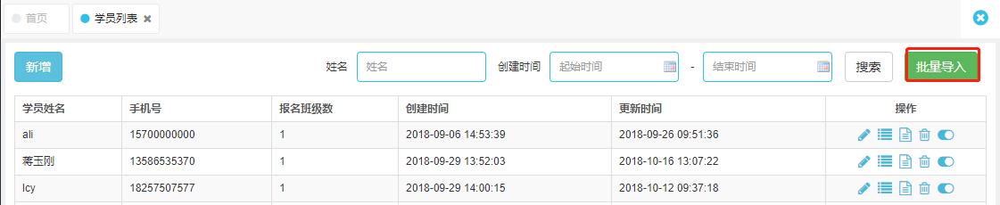 首页 学员列表
新增 姓名 姓名 创建时间 起始时间 - 结束时间 搜索 批量导入
学员姓名 手机号 报名班级数 创建时间 更新时间 操作
ali 15700000000 1 2018-09-06 14:53:39 2018-09-26 09:51:36
蒋玉刚 13586535370 1 2018-09-29 13:52:03 2018-10-16 13:07:22
lcy 18257507577 1 2018-09-29 14:00:15 2018-10-12 09:37:18